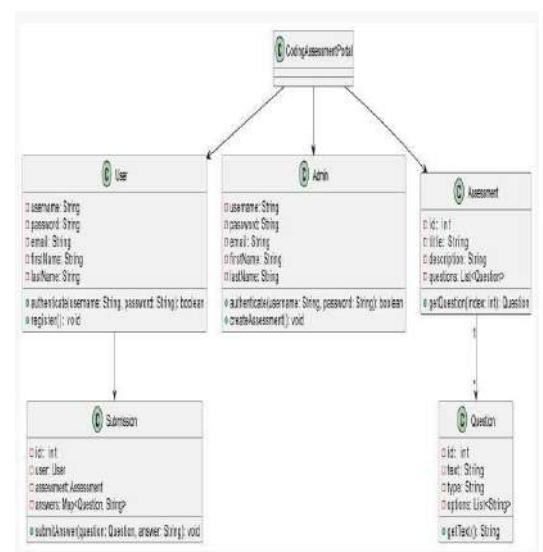 C CodingAssessmentPortal
C User
username: String
password: String
email: String
firstName: String
lastName: String
authenticate(username: String, password: String): boolean
register(): void
C Admin
username: String
password: String
email: String
firstName: String
lastName: String
authenticate(username: String, password: String): boolean
createAssessment(): void
C Assessment
id: int
title: String
description: String
questions: List<Question>
getQuestion(index: int): Question
1
*
C Submission
id: int
user: User
assessment: Assessment
answers: Map<Question, String>
submitAnswer(question: Question, answer: String): void
C Question
id: int
text: String
type: String
options: List<String>
getText(): String